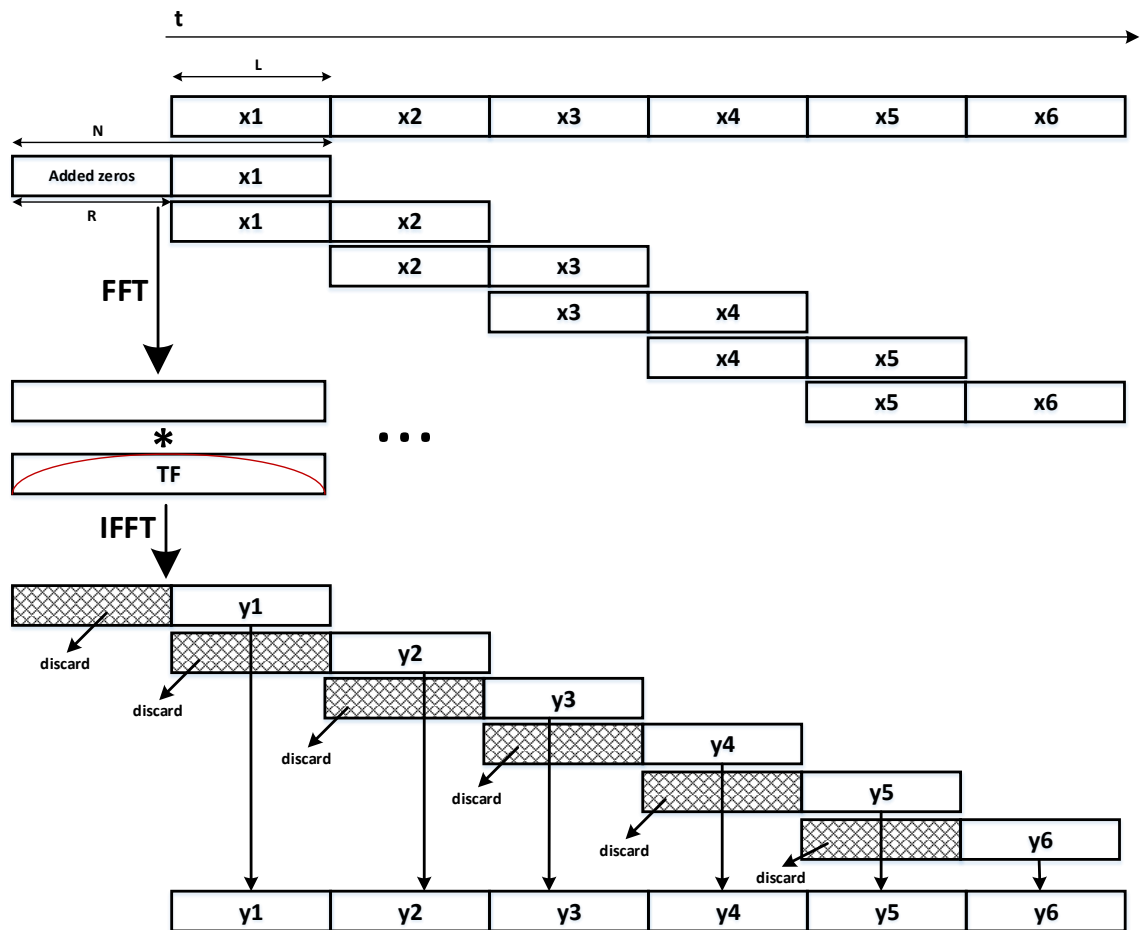 t
L
x1 x2 x3 x4 x5 x6
N
Added zeros x1
R
x1 x2
x2 x3
FFT
x3 x4
x4 x5
x5 x6
*
...
TF
IFFT
y1
discard
y2
discard
y3
discard
y4
discard
y5
discard
y6
discard
y1 y2 y3 y4 y5 y6